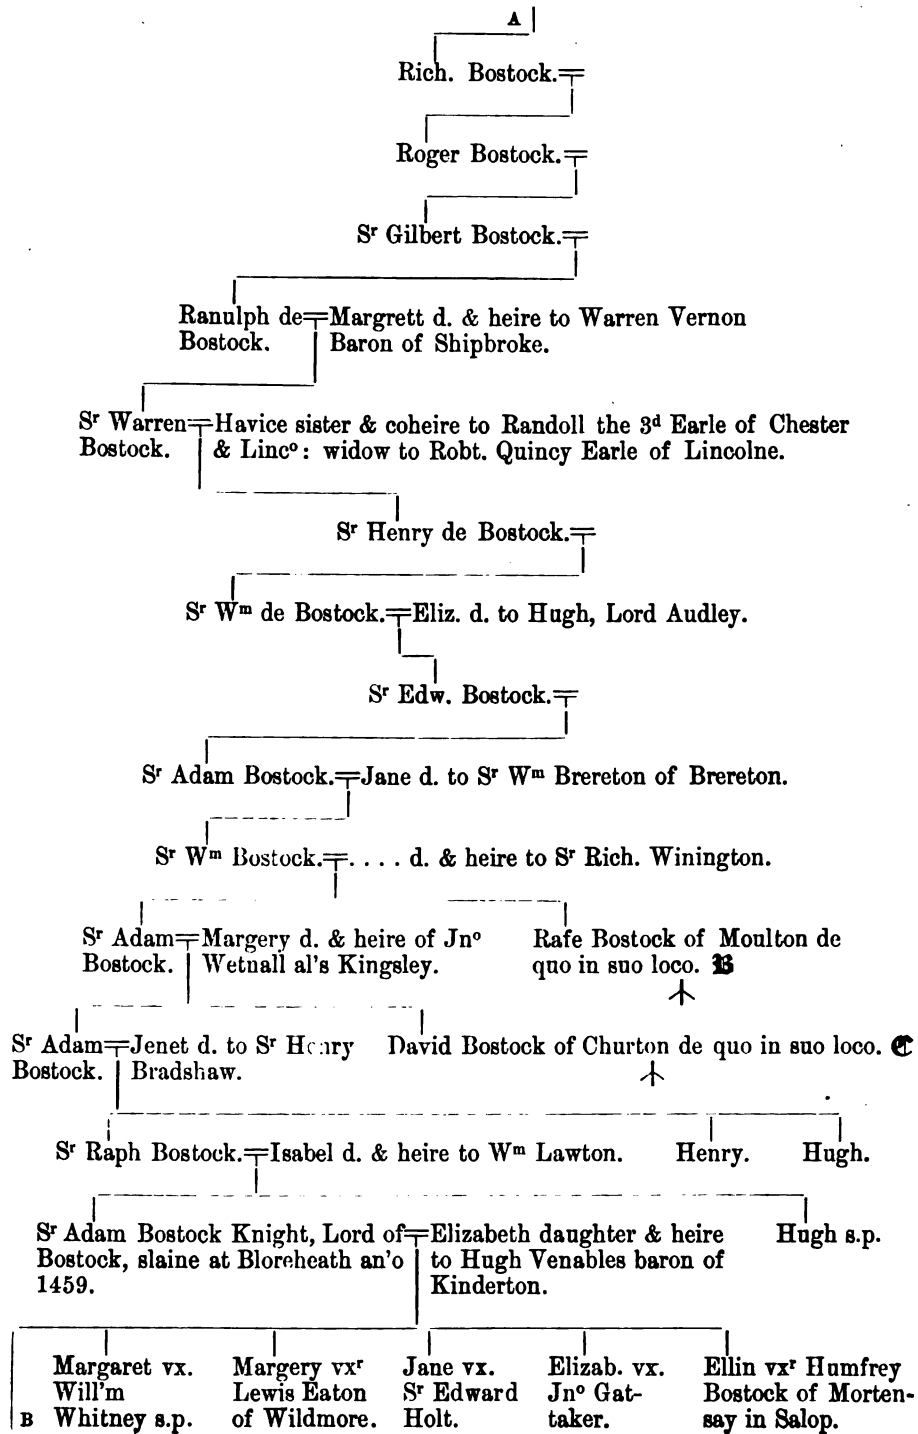 A
Rich. Bostock.
Roger Bostock.
Sr Gilbert Bostock.
Ranulph de Bostock.
Margrett d. & heire to Warren Vernon
Baron of Shipbroke.
Sr Warren
Bostock.
Havice sister & coheire to Randoll the 3d Earle of Chester
& Linco: widow to Robt. Quincy Earle of Lincolne.
Sr Henry de Bostock.
Sr Wm de Bostock. Eliz. d. to Hugh, Lord Audley.
Sr Edw. Bostock.
Sr Adam Bostock. Jane d. to Sr Wm Brereton of Brereton.
Sr Wm Bostock. . . . . d. & heire to Sr Rich. Winington.
Sr Adam
Bostock.
Margery d. & heire of Jno
Wetnall al's Kingsley.
Rafe Bostock of Moulton de
quo in suo loco. B
Sr Adam
Bostock.
Jenet d. to Sr Henry
Bradshaw.
David Bostock of Churton de quo in suo loco. C
Sr Raph Bostock. Isabel d. & heire to Wm Lawton.
Henry.
Hugh.
Sr Adam Bostock Knight, Lord of
Bostock, slaine at Bloreheath an'o
1459.
Elizabeth daughter & heire
to Hugh Venables baron of
Kinderton.
Hugh s.p.
B
Margaret vx.
Will'm
Whitney s.p.
Margery vxr
Lewis Eaton
of Wildmore.
Jane vx.
Sr Edward
Holt.
Elizab. vx.
Jno Gat-
taker.
Ellin vxr Humfrey
Bostock of Morten-
say in Salop.